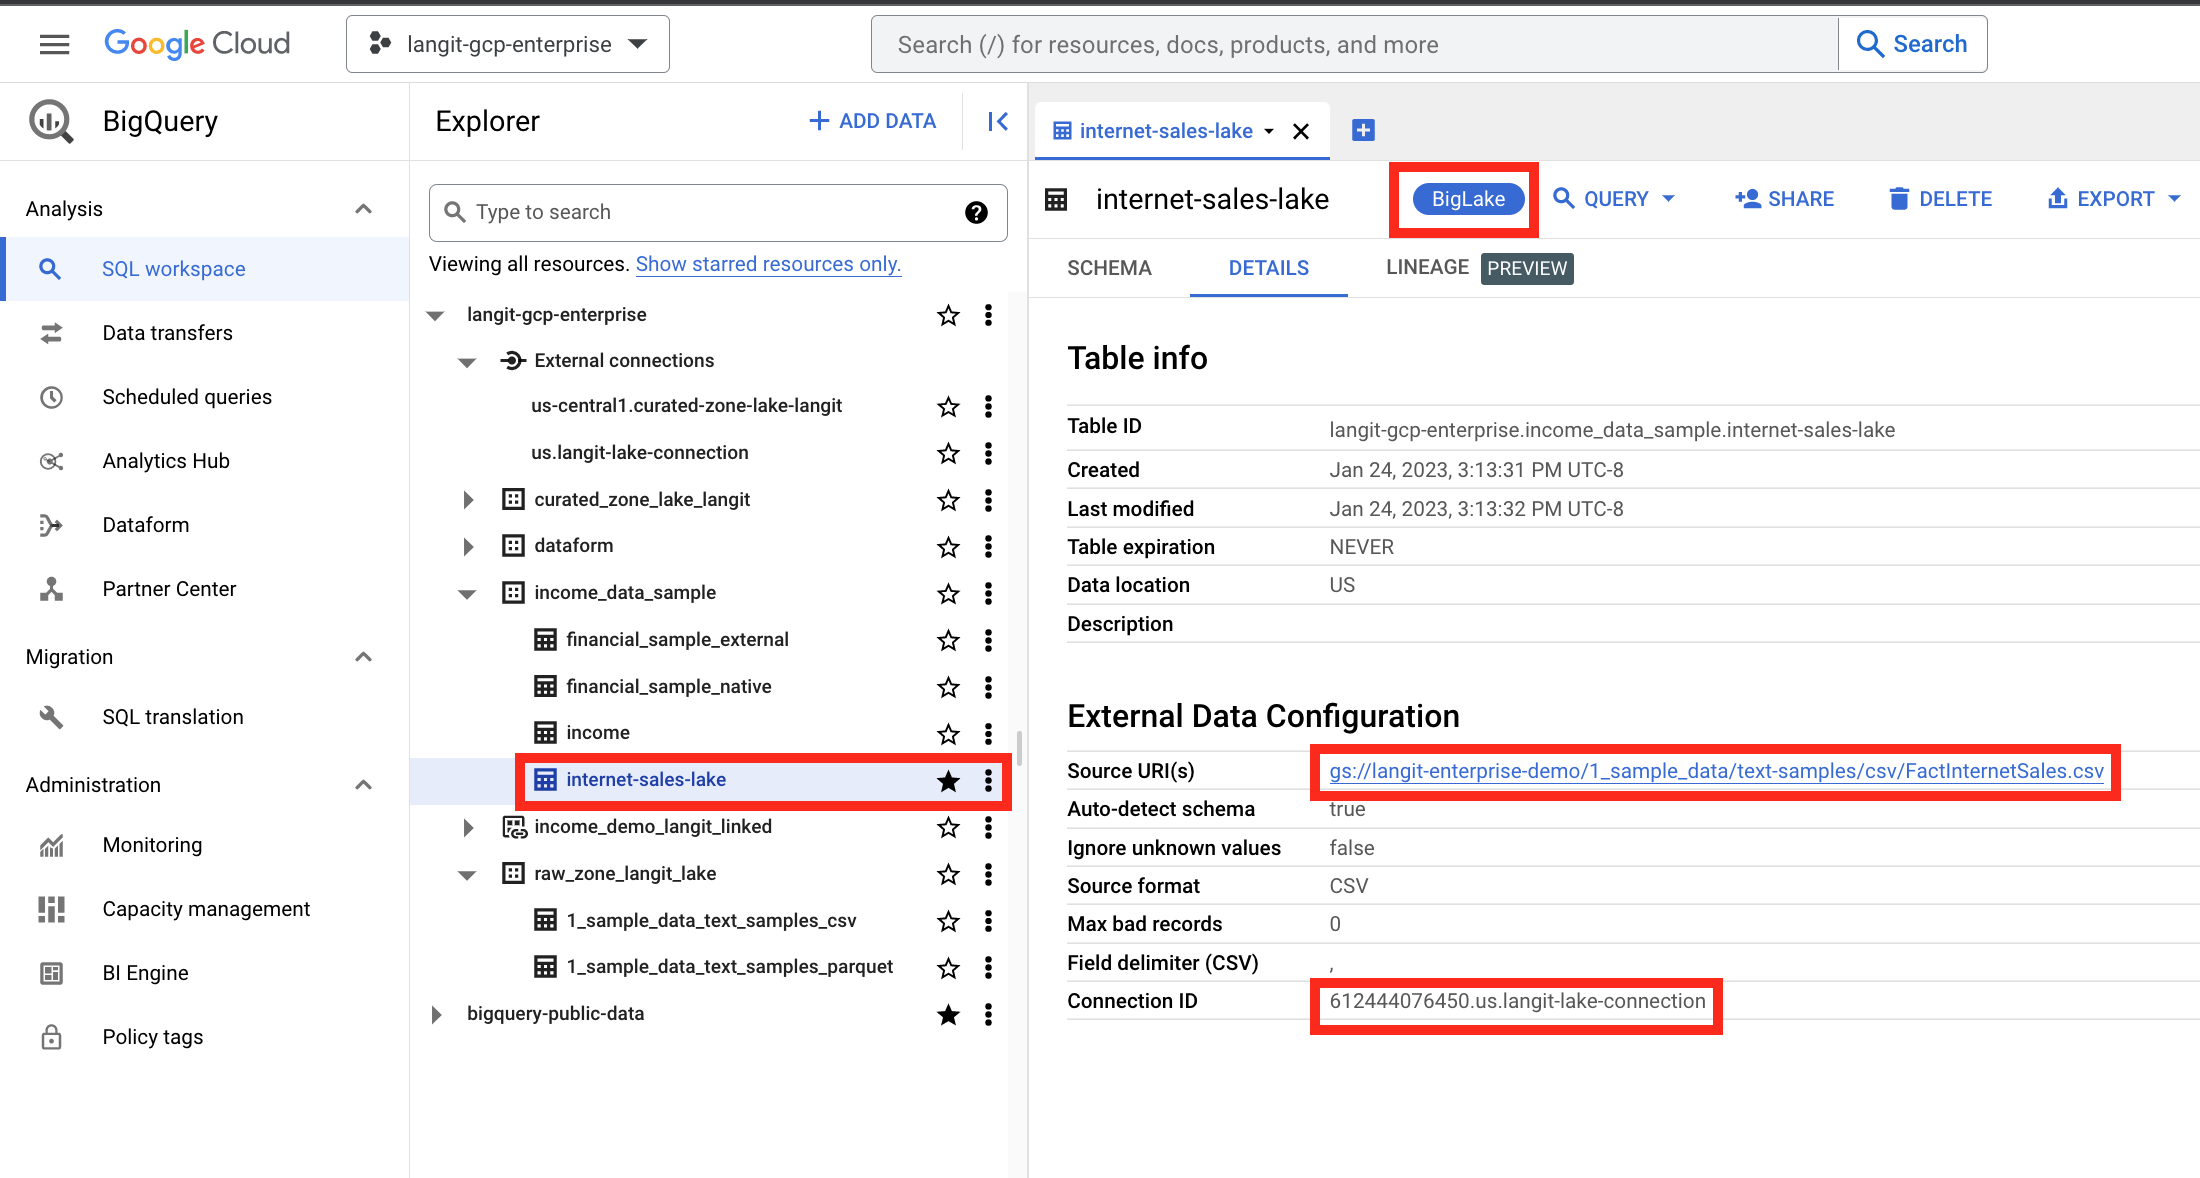 Google Cloud
langit-gcp-enterprise
Search (/) for resources, docs, products, and more
Search
BigQuery
Analysis
SQL workspace
Data transfers
Scheduled queries
Analytics Hub
Dataform
Partner Center
Migration
SQL translation
Administration
Monitoring
Capacity management
BI Engine
Policy tags
Explorer
ADD DATA
Type to search
Viewing all resources. Show starred resources only.
langit-gcp-enterprise
External connections
us-central1.curated-zone-lake-langit
us.langit-lake-connection
curated_zone_lake_langit
dataform
income_data_sample
financial_sample_external
financial_sample_native
income
internet-sales-lake
income_demo_langit_linked
raw_zone_langit_lake
1_sample_data_text_samples_csv
1_sample_data_text_samples_parquet
bigquery-public-data
internet-sales-lake
internet-sales-lake
BigLake
QUERY
SHARE
DELETE
EXPORT
SCHEMA
DETAILS
LINEAGE PREVIEW
Table info
Table ID langit-gcp-enterprise.income_data_sample.internet-sales-lake
Created Jan 24, 2023, 3:13:31 PM UTC-8
Last modified Jan 24, 2023, 3:13:32 PM UTC-8
Table expiration NEVER
Data location US
Description
External Data Configuration
Source URI(s) gs://langit-enterprise-demo/1_sample_data/text-samples/csv/FactInternetSales.csv
Auto-detect schema true
Ignore unknown values false
Source format CSV
Max bad records 0
Field delimiter (CSV) ,
Connection ID 612444076450.us.langit-lake-connection